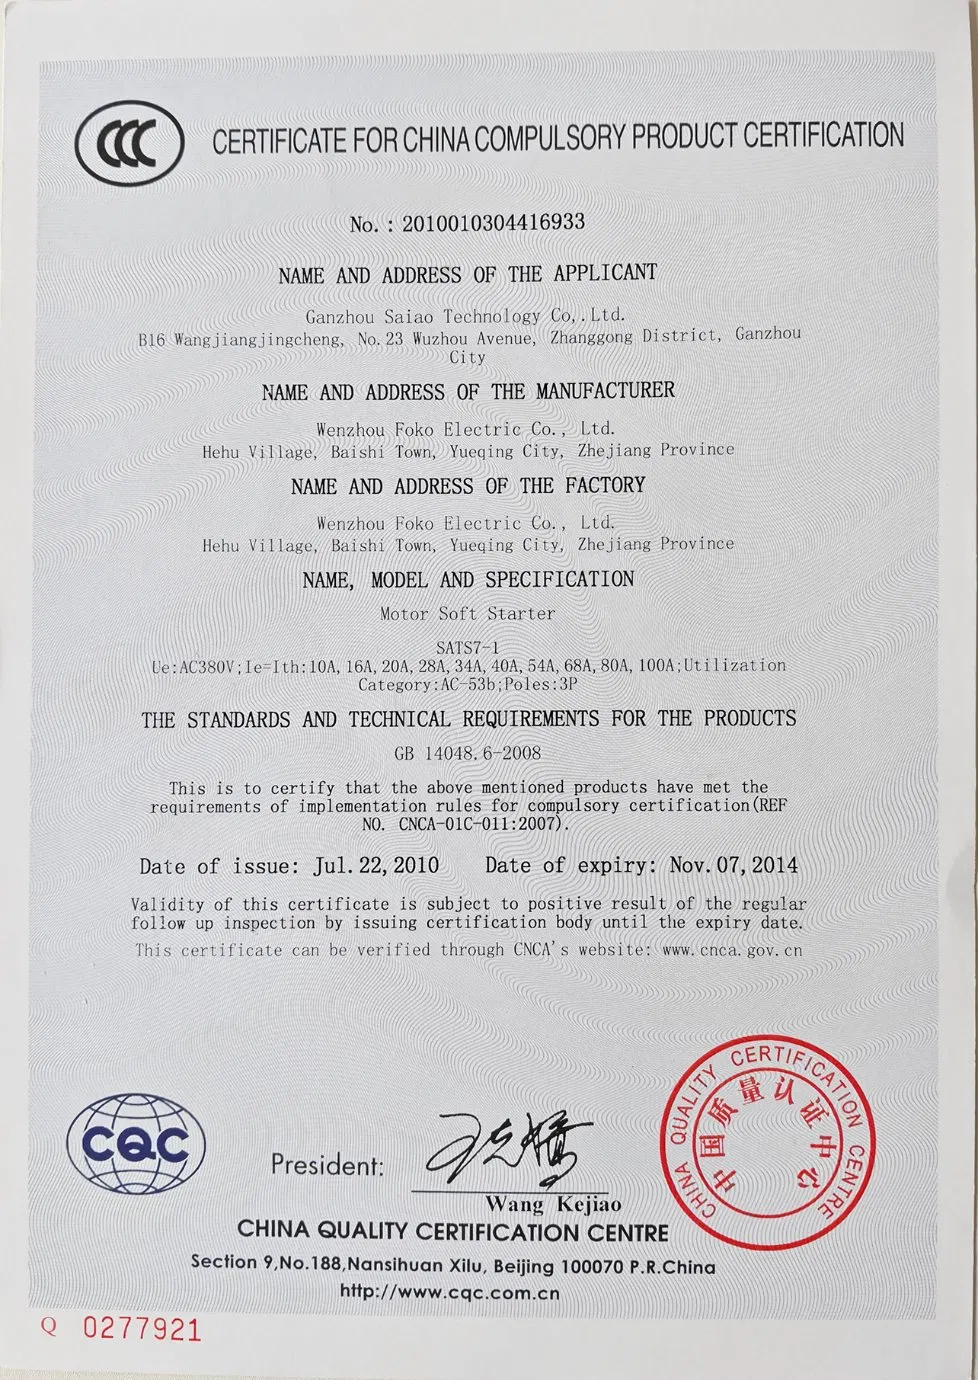 CCC
CERTIFICATE FOR CHINA COMPULSORY PRODUCT CERTIFICATION
No. : 2010010304416933
NAME AND ADDRESS OF THE APPLICANT
Ganzhou Saiao Technology Co,.Ltd.
B16 Wangjiangjingcheng, No.23 Wuzhou Avenue, Zhanggong District, Ganzhou
City
NAME AND ADDRESS OF THE MANUFACTURER
Wenzhou Foko Electric Co., Ltd.
Hehu Village, Baishi Town, Yueqing City, Zhejiang Province
NAME AND ADDRESS OF THE FACTORY
Wenzhou Foko Electric Co., Ltd.
Hehu Village, Baishi Town, Yueqing City, Zhejiang Province
NAME, MODEL AND SPECIFICATION
Motor Soft Starter
SATS7-1
Ue:AC380V;Ie=Ith:10A,16A,20A,28A,34A,40A,54A,68A,80A,100A;Utilization
Category:AC-53b;Poles:3P
THE STANDARDS AND TECHNICAL REQUIREMENTS FOR THE PRODUCTS
GB 14048.6-2008
This is to certify that the above mentioned products have met the
requirements of implementation rules for compulsory certification(REF
NO. CNCA-01C-011:2007).
Date of issue: Jul.22,2010 Date of expiry: Nov.07,2014
Validity of this certificate is subject to positive result of the regular
follow up inspection by issuing certification body until the expiry date.
This certificate can be verified through CNCA's website: www.cnca.gov.cn
CHINA QUALITY CERTIFICATION CENTRE
中国质量认证中心
CQC
President:
Wang Kejiao
CHINA QUALITY CERTIFICATION CENTRE
Section 9,No.188,Nansihuan Xilu, Beijing 100070 P.R.China
http://www.cqc.com.cn
Q 0277921